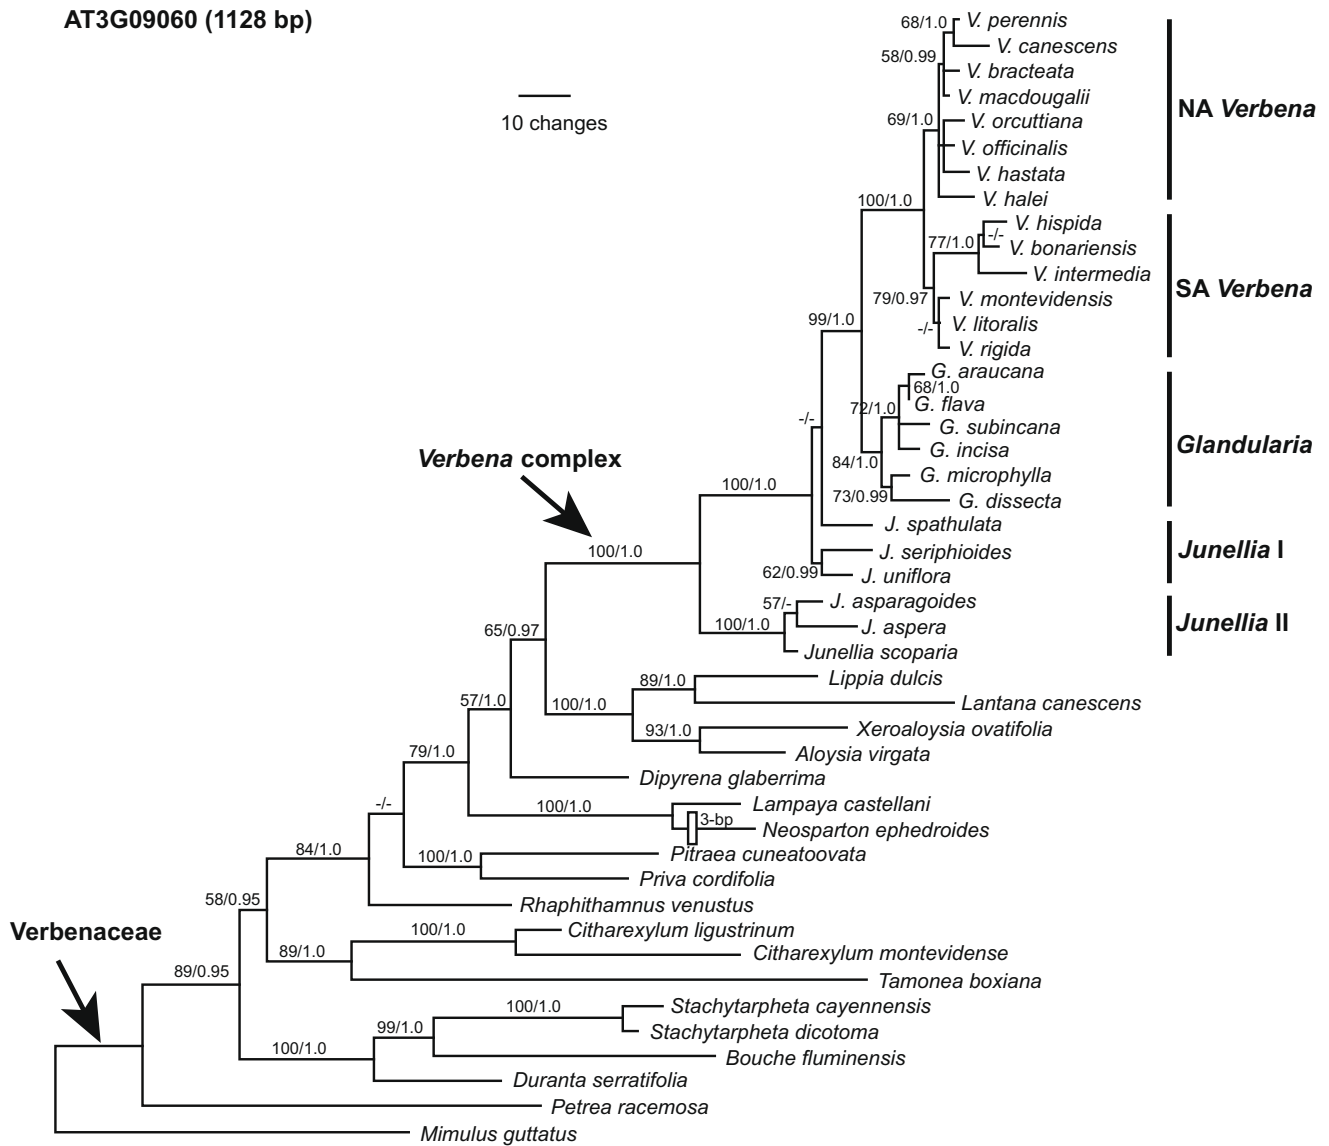 AT3G09060 (1128 bp)
10 changes
68/1.0
V. perennis
V. canescens
58/0.99
V. bracteata
V. macdougalii
NA Verbena
69/1.0
V. orcuttiana
V. officinalis
V. hastata
V. halei
100/1.0
V. hispida
-/-
77/1.0
V. bonariensis
V. intermedia
SA Verbena
79/0.97
V. montevidensis
-/-
V. litoralis
V. rigida
99/1.0
G. araucana
68/1.0
G. flava
72/1.0
G. subincana
Glandularia
G. incisa
84/1.0
G. microphylla
73/0.99
G. dissecta
-/-
Verbena complex
100/1.0
J. spathulata
100/1.0
J. seriphioides
Junellia I
62/0.99
J. uniflora
57/-
J. asparagoides
100/1.0
J. aspera
Junellia II
Junellia scoparia
65/0.97
89/1.0
Lippia dulcis
100/1.0
Lantana canescens
93/1.0
Xeroaloysia ovatifolia
Aloysia virgata
57/1.0
Dipyrena glaberrima
79/1.0
100/1.0
Lampaya castellani
3-bp
Neosparton ephedroides
-/-
100/1.0
Pitraea cuneatoovata
Priva cordifolia
84/1.0
Rhaphithamnus venustus
58/0.95
100/1.0
Citharexylum ligustrinum
89/1.0
Citharexylum montevidense
Tamonea boxiana
Verbenaceae
89/0.95
100/1.0
Stachytarpheta cayennensis
99/1.0
Stachytarpheta dicotoma
100/1.0
Bouche fluminensis
Duranta serratifolia
Petrea racemosa
Mimulus guttatus